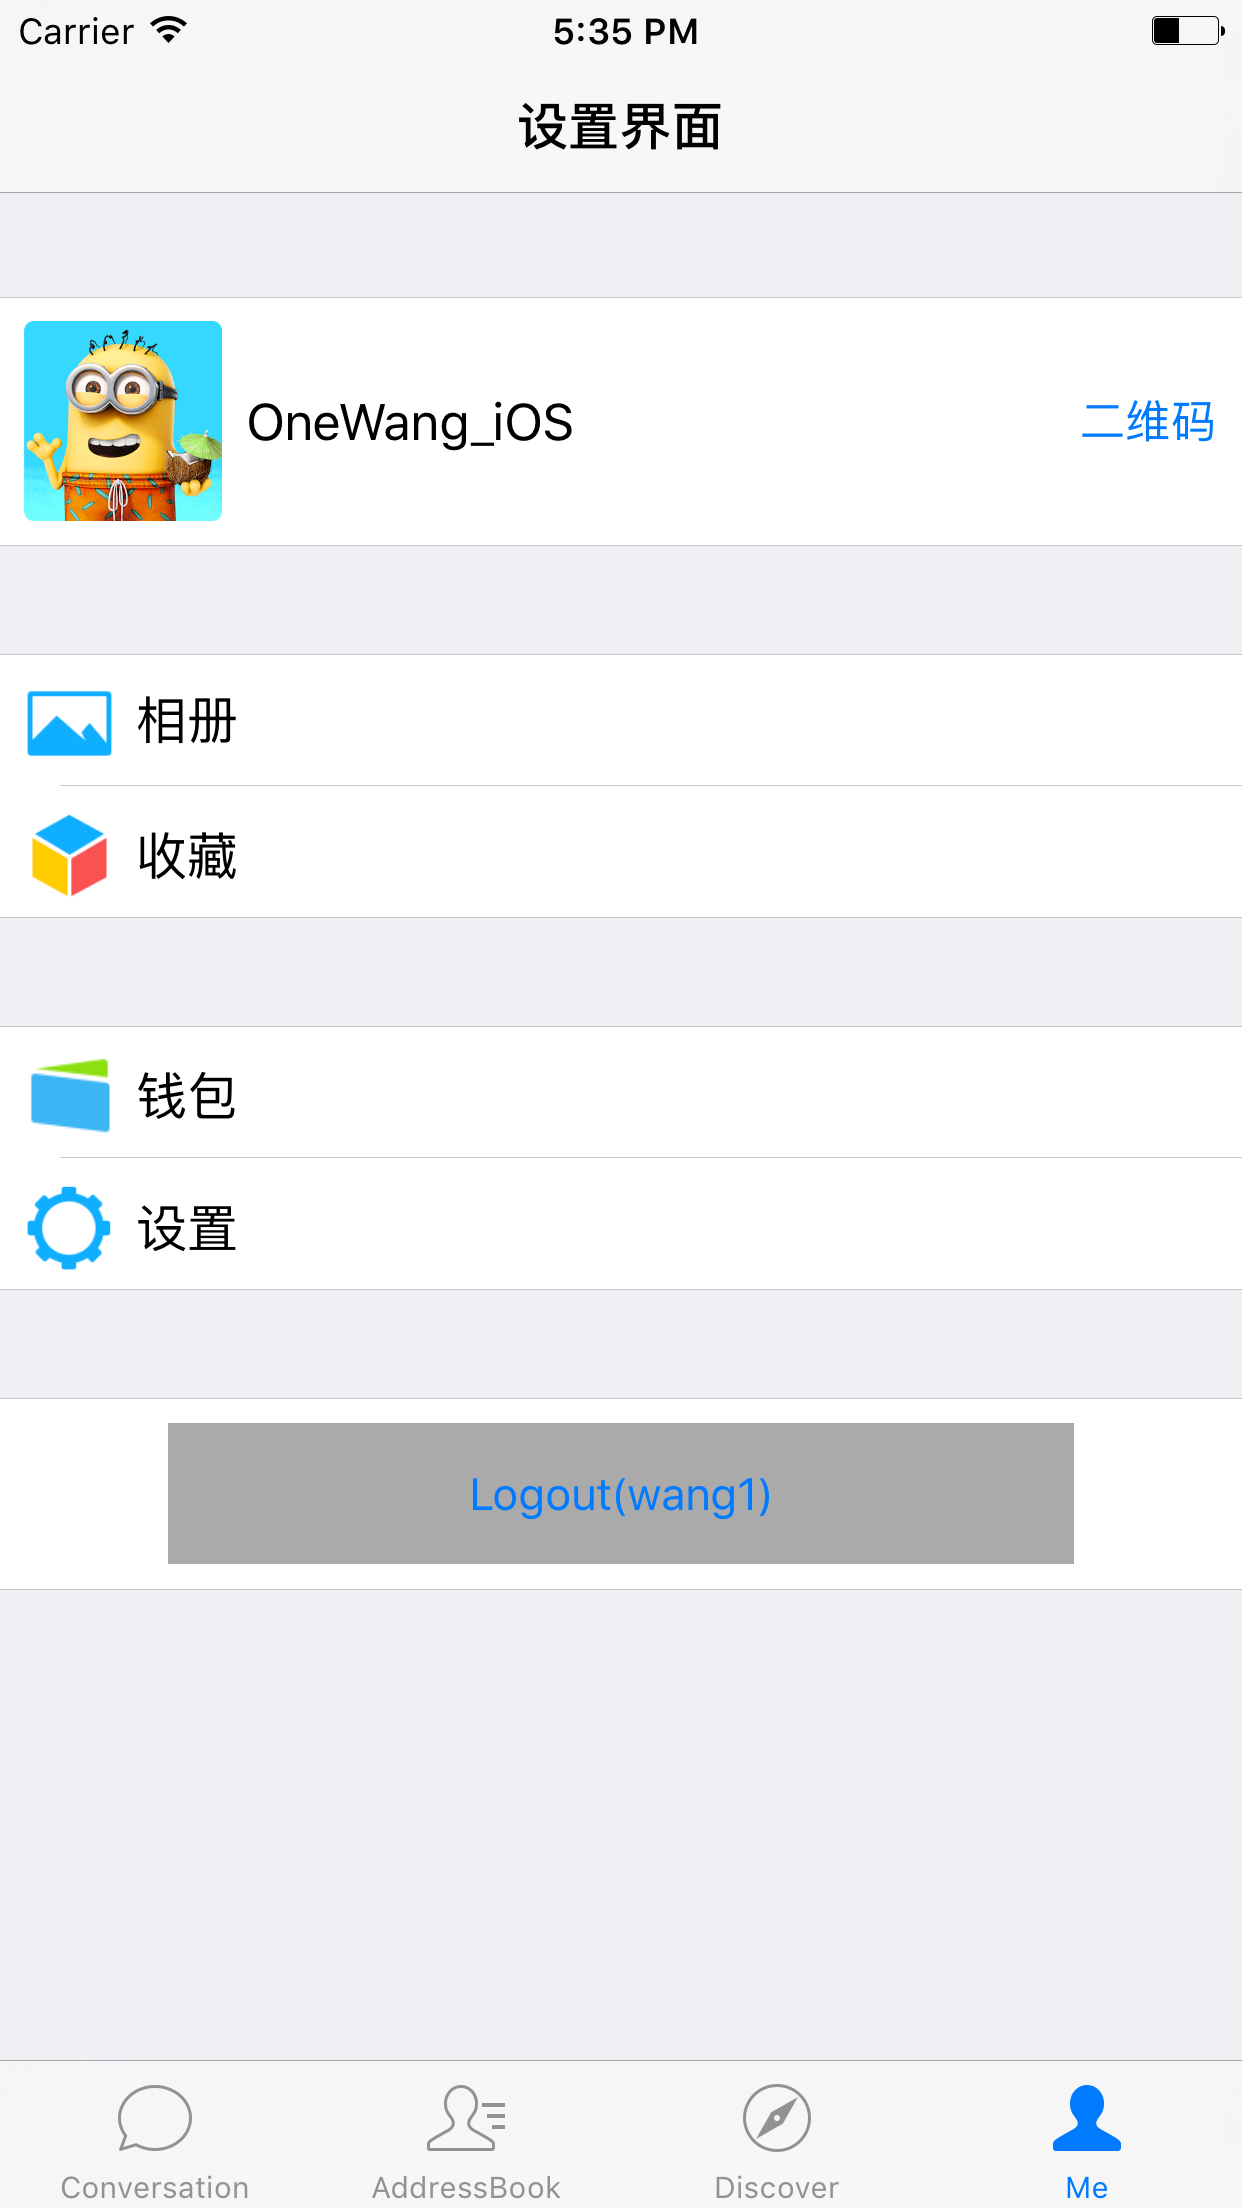 Carrier 5:35 PM
设置界面
OneWang_iOS 二维码
相册
收藏
钱包
设置
Logout(wang1)
Conversation AddressBook Discover Me